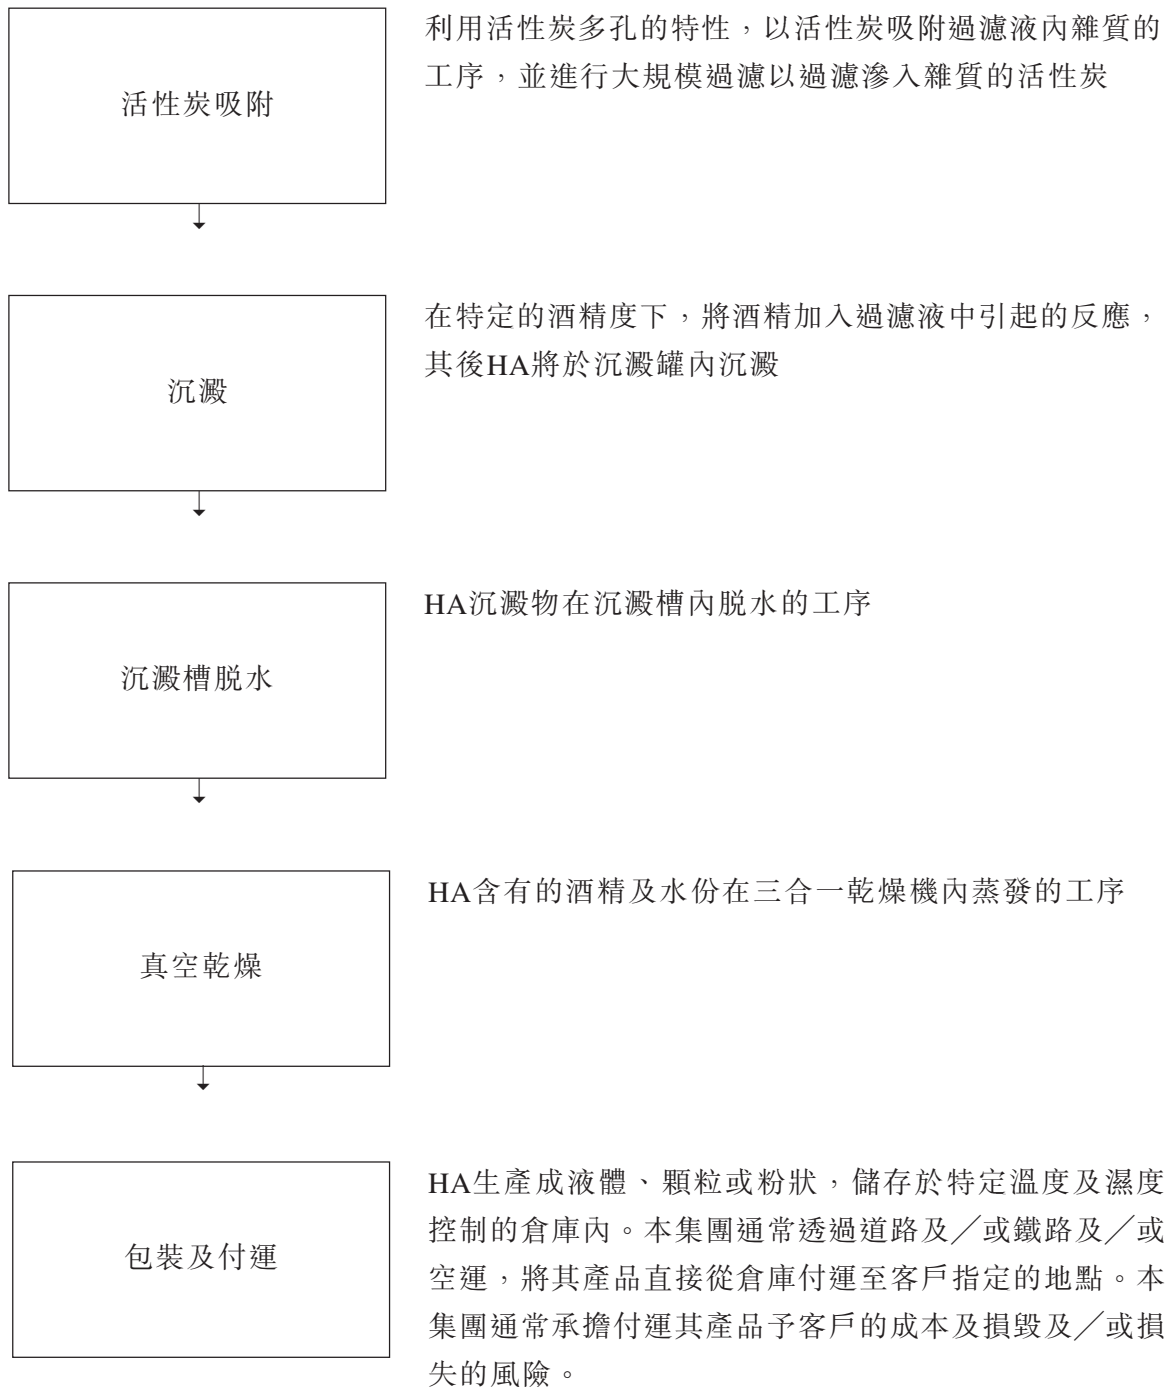 利用活性炭多孔的特性，以活性炭吸附過濾液內雜質的
工序，並進行大規模過濾以過濾滲入雜質的活性炭
活性炭吸附
在特定的酒精度下，將酒精加入過濾液中引起的反應，
其後HA將於沉澱罐內沉澱
沉澱
HA沉澱物在沉澱槽內脫水的工序
沉澱槽脫水
HA含有的酒精及水份在三合一乾燥機內蒸發的工序
真空乾燥
HA生產成液體、顆粒或粉狀，儲存於特定溫度及濕度
控制的倉庫內。本集團通常透過道路及╱或鐵路及╱或
空運，將其產品直接從倉庫付運至客戶指定的地點。本
集團通常承擔付運其產品予客戶的成本及損毀及╱或損
失的風險。
包裝及付運